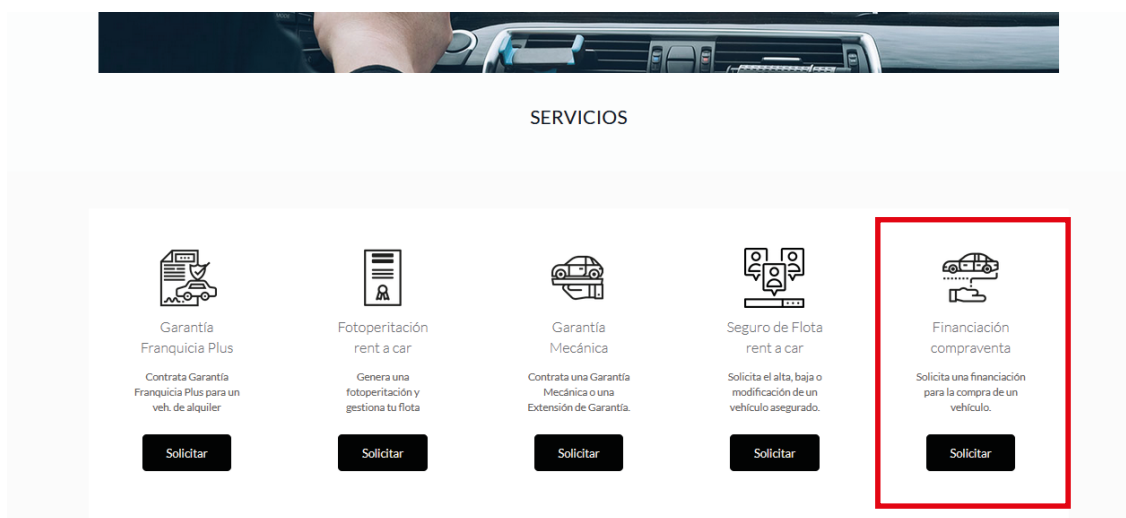 SERVICIOS
Garantía
Franquicia Plus
Contrata Garantía
Franquicia Plus para un
veh. de alquiler
Solicitar
Fotoperitación
rent a car
Genera una
fotoperitación y
gestiona tu flota
Solicitar
Garantía
Mecánica
Contrata una Garantía
Mecánica o una
Extensión de Garantía.
Solicitar
Seguro de Flota
rent a car
Solicita el alta, baja o
modificación de un
vehículo asegurado.
Solicitar
Financiación
compraventa
Solicita una financiación
para la compra de un
vehículo.
Solicitar